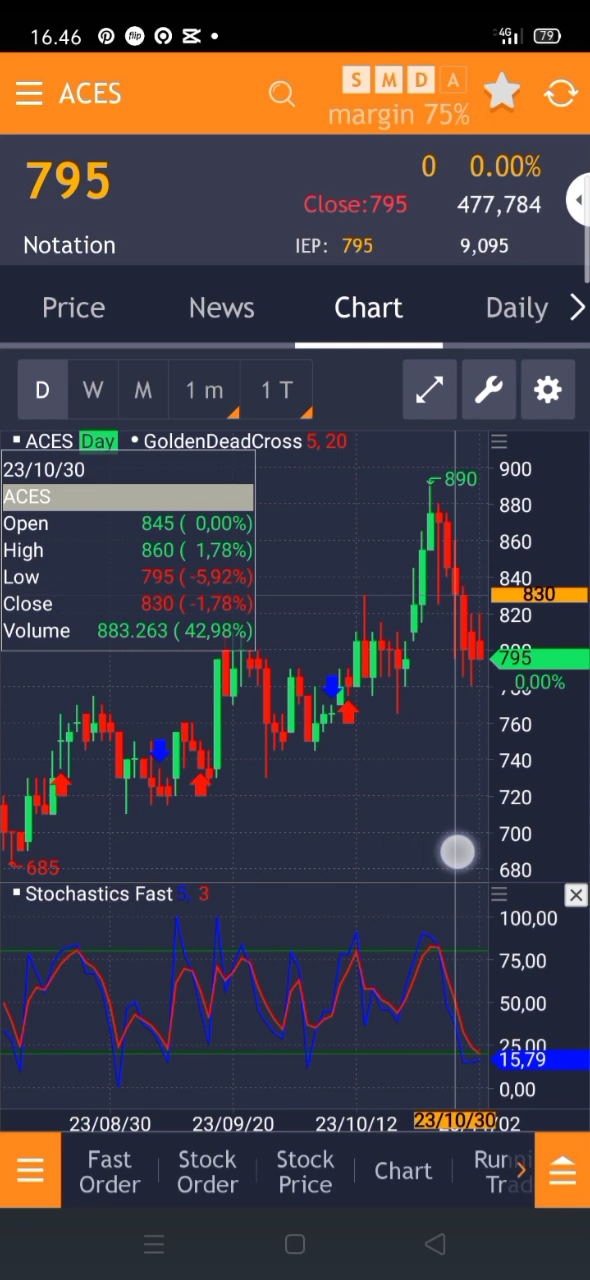 16.46 flip 4G 79
ACES S M D A
margin 75%
795 0 0.00%
Close:795 477,784
Notation IEP: 795 9,095
Price News Chart Daily
D W M 1 m 1 T
ACES Day GoldenDeadCross 5, 20
23/10/30
ACES
Open 845 ( 0,00%)
High 860 ( 1,78%)
Low 795 ( -5,92%)
Close 830 ( -1,78%)
Volume 883.263 ( 42,98%)
890
685
900
880
860
840
830
820
795
0,00%
760
740
720
700
680
Stochastics Fast 5, 3
100,00
75,00
50,00
25,00
15,79
0,00
23/08/30 23/09/20 23/10/12 23/10/30 /02
Fast Order
Stock Order
Stock Price
Chart